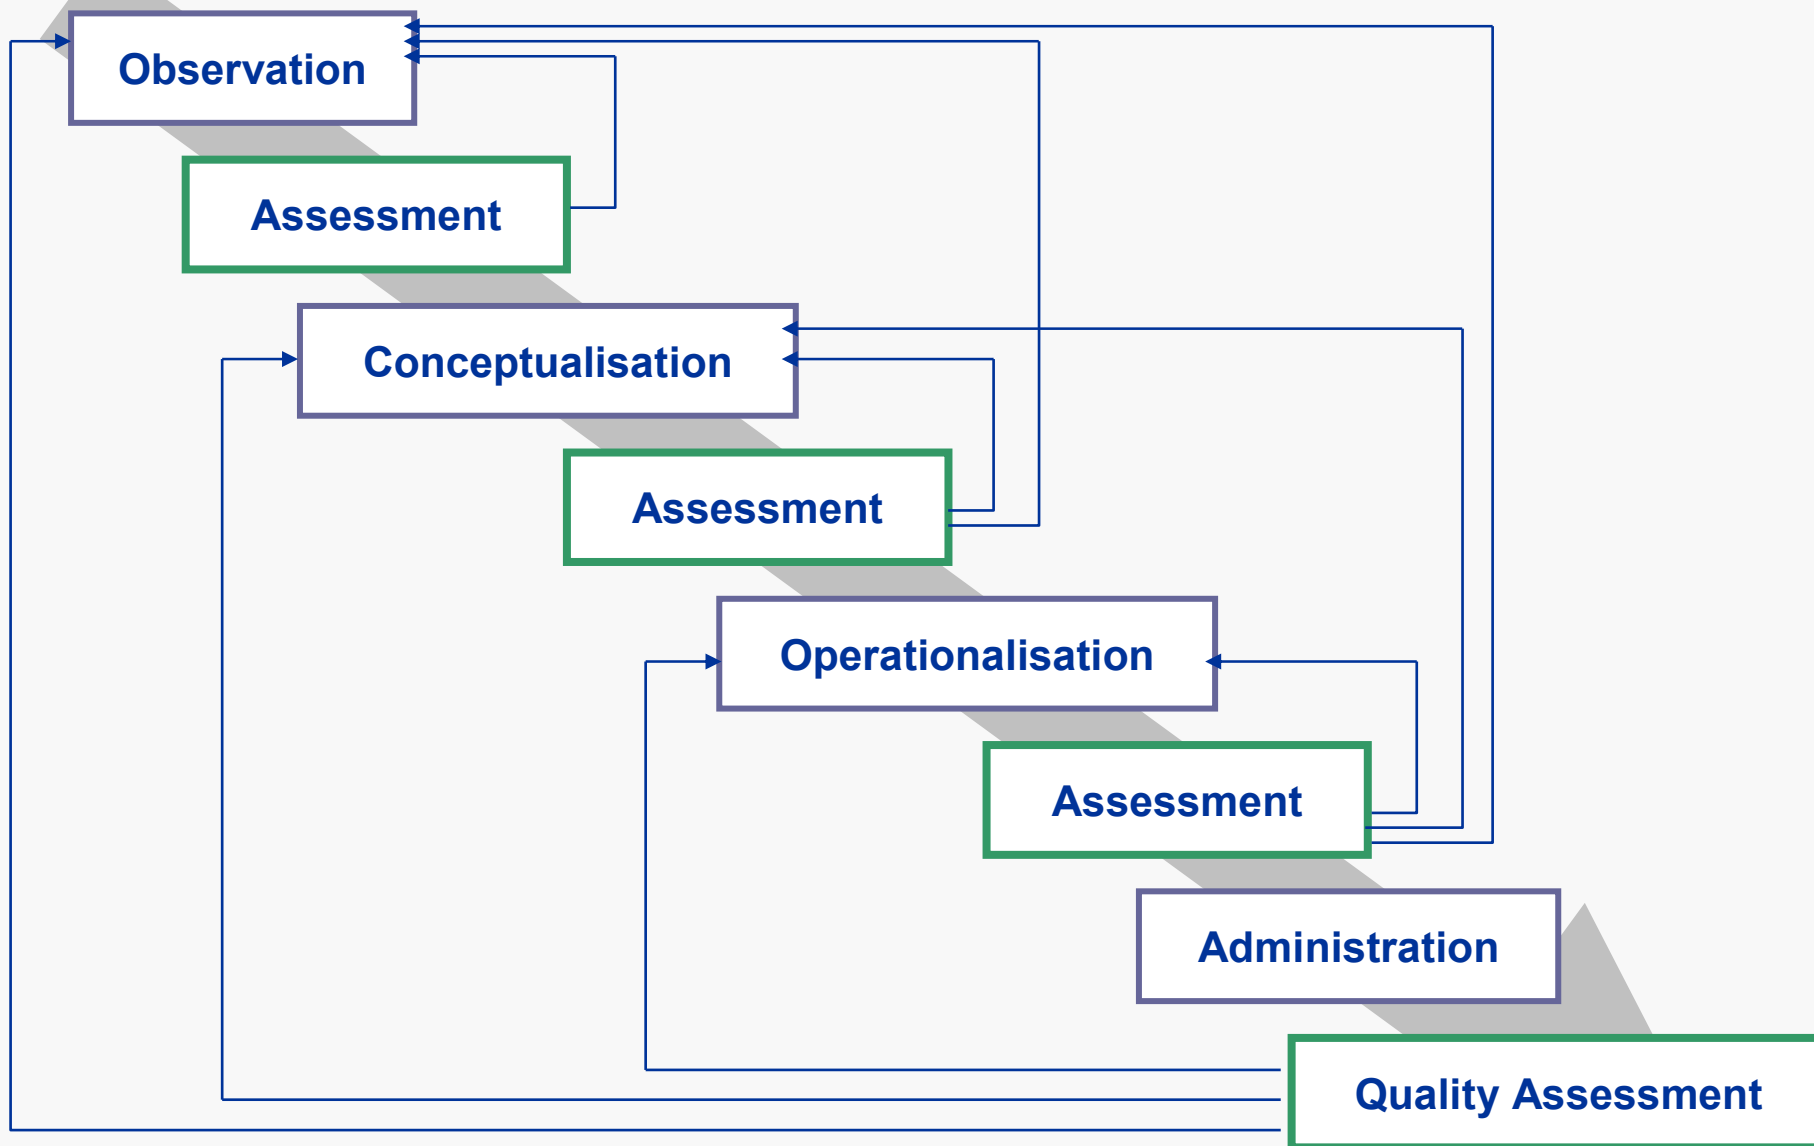 Observation
Assessment
Conceptualisation
Assessment
Operationalisation
Assessment
Administration
Quality Assessment